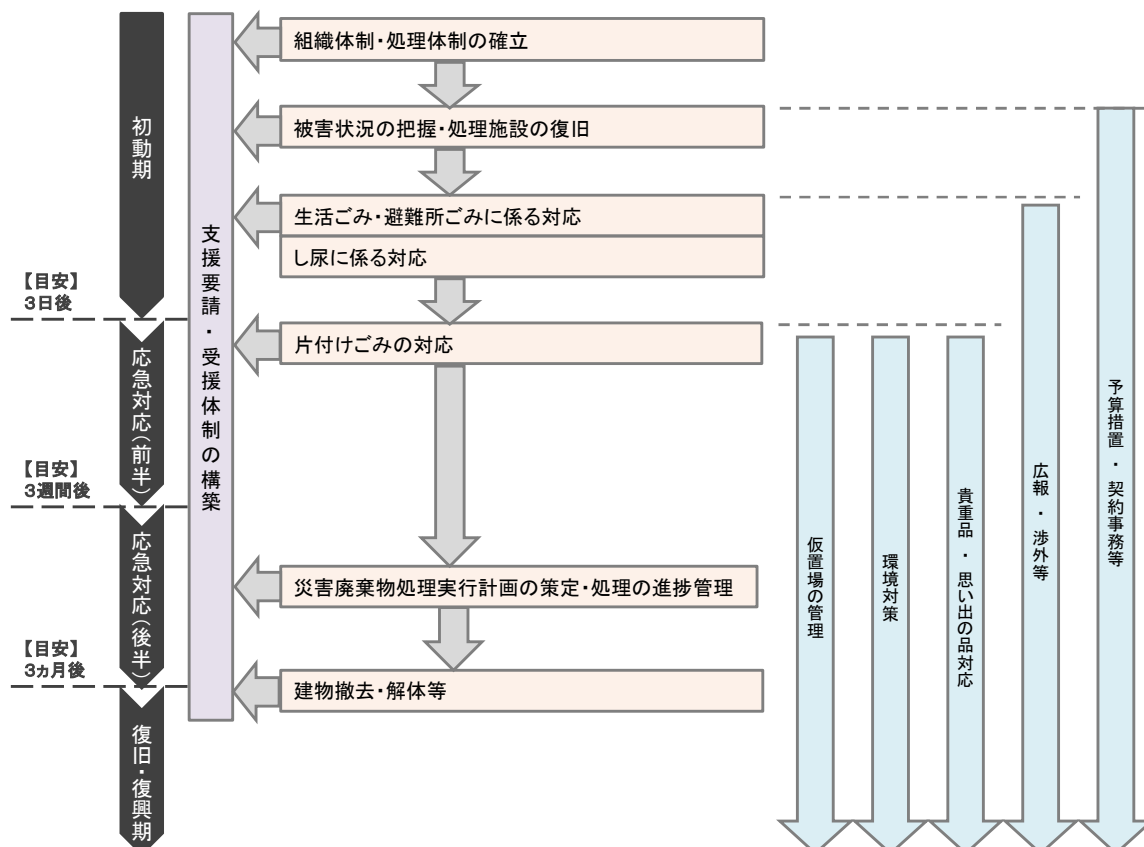 組織体制・処理体制の確立
被害状況の把握・処理施設の復旧
生活ごみ・避難所ごみに係る対応
し尿に係る対応
片付けごみの対応
災害廃棄物処理実行計画の策定・処理の進捗管理
建物撤去・解体等
初動期
【目安】
3日後
応急対応(前半)
【目安】
3週間後
応急対応(後半)
【目安】
3ヵ月後
復旧・復興期
支援要請・受援体制の構築
仮置場の管理
環境対策
貴重品・思い出の品対応
広報・渉外等
予算措置・契約事務等